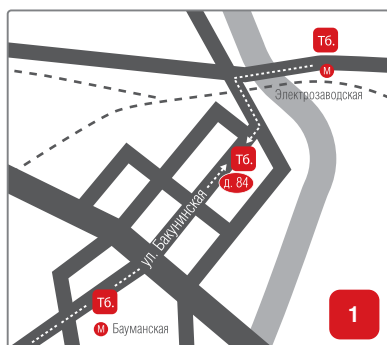 Тб.
М
Электрозаводская
Тб.
д. 84
ул. Бакунинская
Тб.
М Бауманская
1